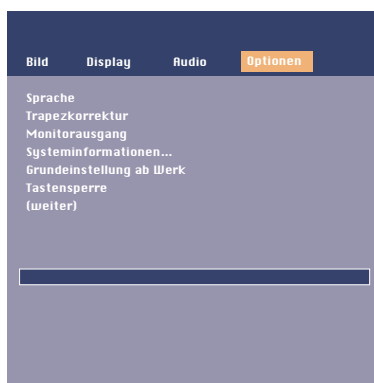 Bild Display Audio Optionen
Sprache
Trapezkorrektur
Monitorausgang
Systeminformationen...
Grundeinstellung ab Werk
Tastensperre
(weiter)